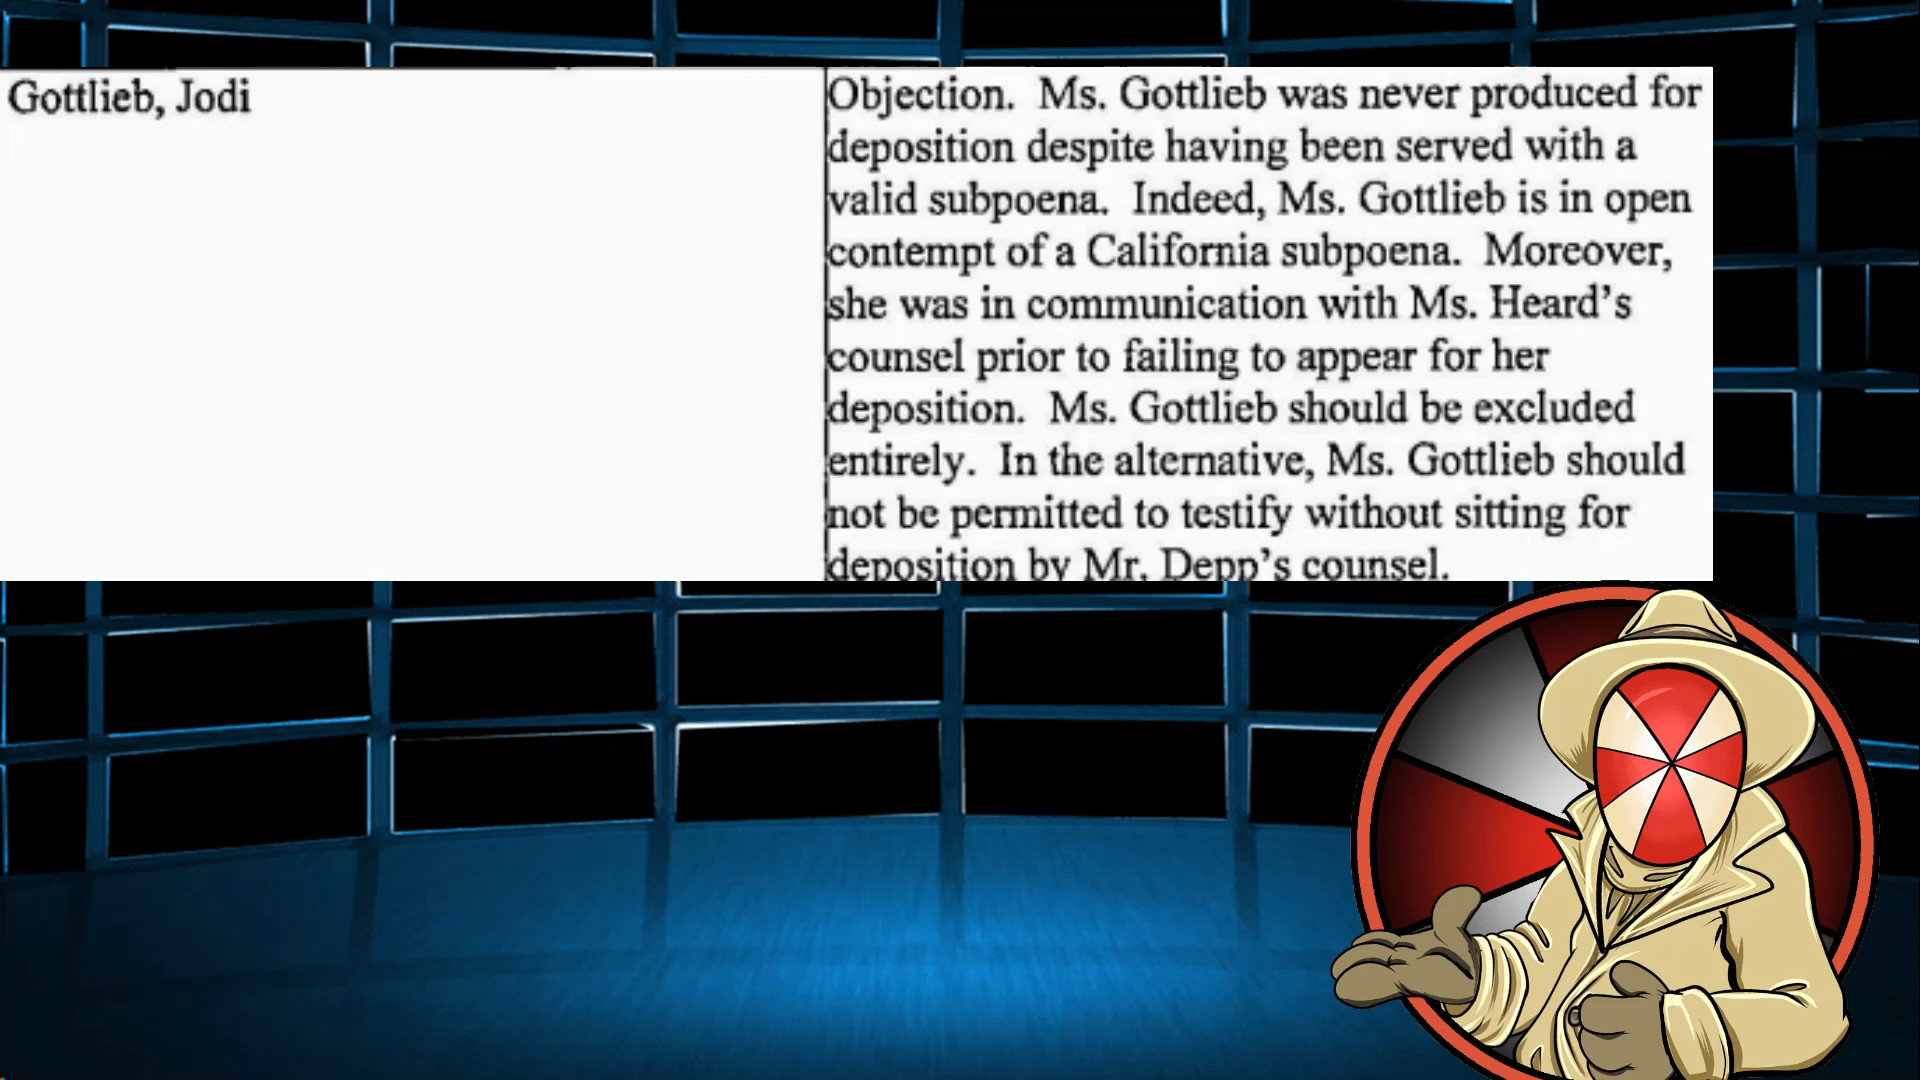 Gottlieb, Jodi
Objection. Ms. Gottlieb was never produced for
deposition despite having been served with a
valid subpoena. Indeed, Ms. Gottlieb is in open
contempt of a California subpoena. Moreover,
she was in communication with Ms. Heard's
counsel prior to failing to appear for her
deposition. Ms. Gottlieb should be excluded
entirely. In the alternative, Ms. Gottlieb should
not be permitted to testify without sitting for
deposition by Mr. Depp's counsel.